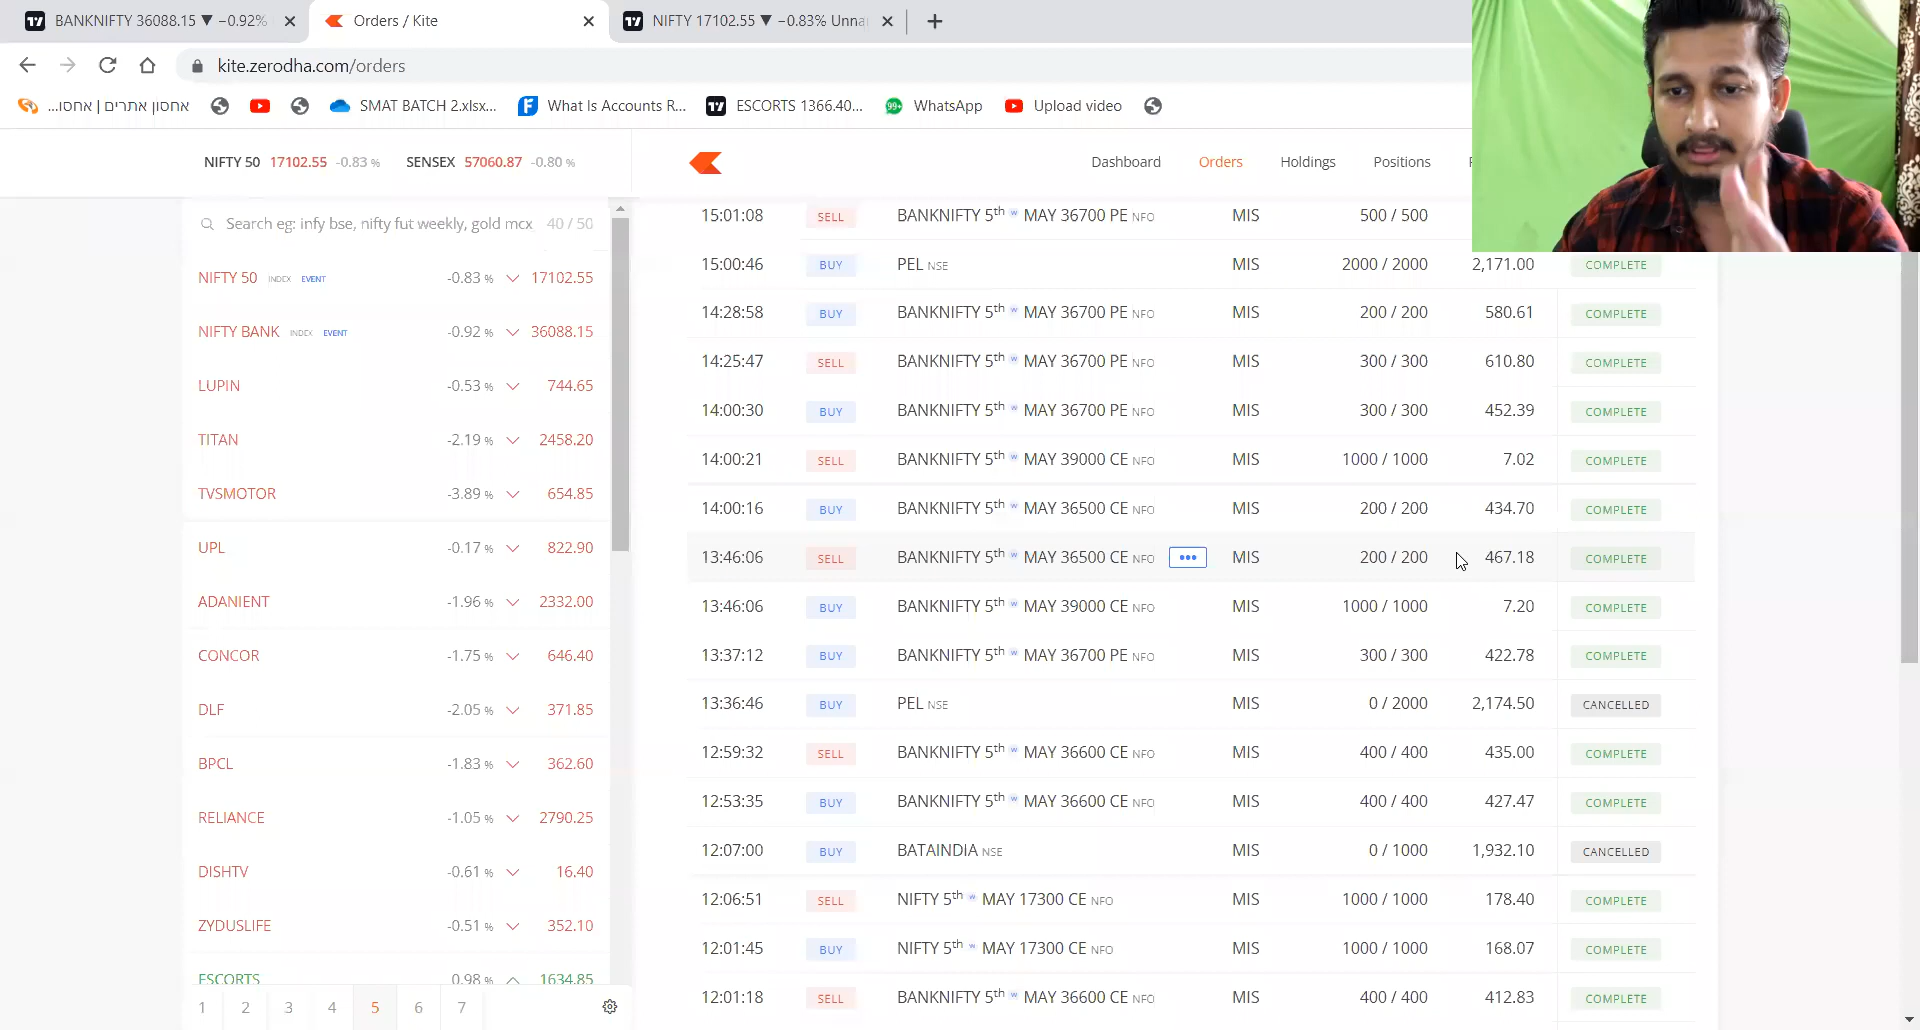 BANKNIFTY 36088.15 ▼ −0.92%
Orders / Kite
NIFTY 17102.55 ▼ −0.83% Unna
kite.zerodha.com/orders
...אחסון אתרים | אחסו
SMAT BATCH 2.xlsx...
What Is Accounts R...
ESCORTS 1366.40...
99+
WhatsApp
Upload video
NIFTY 50 17102.55 -0.83 %
SENSEX 57060.87 -0.80 %
Dashboard
Orders
Holdings
Positions
Search eg: infy bse, nifty fut weekly, gold mcx 40 / 50
NIFTY 50 INDEX EVENT -0.83 % 17102.55
NIFTY BANK INDEX EVENT -0.92 % 36088.15
LUPIN -0.53 % 744.65
TITAN -2.19 % 2458.20
TVSMOTOR -3.89 % 654.85
UPL -0.17 % 822.90
ADANIENT -1.96 % 2332.00
CONCOR -1.75 % 646.40
DLF -2.05 % 371.85
BPCL -1.83 % 362.60
RELIANCE -1.05 % 2790.25
DISHTV -0.61 % 16.40
ZYDUSLIFE -0.51 % 352.10
ESCORTS 0.98 % 1634.85
1 2 3 4 5 6 7
15:01:08 SELL BANKNIFTY 5th w MAY 36700 PE NFO MIS 500 / 500
15:00:46 BUY PEL NSE MIS 2000 / 2000 2,171.00 COMPLETE
14:28:58 BUY BANKNIFTY 5th w MAY 36700 PE NFO MIS 200 / 200 580.61 COMPLETE
14:25:47 SELL BANKNIFTY 5th w MAY 36700 PE NFO MIS 300 / 300 610.80 COMPLETE
14:00:30 BUY BANKNIFTY 5th w MAY 36700 PE NFO MIS 300 / 300 452.39 COMPLETE
14:00:21 SELL BANKNIFTY 5th w MAY 39000 CE NFO MIS 1000 / 1000 7.02 COMPLETE
14:00:16 BUY BANKNIFTY 5th w MAY 36500 CE NFO MIS 200 / 200 434.70 COMPLETE
13:46:06 SELL BANKNIFTY 5th w MAY 36500 CE NFO MIS 200 / 200 467.18 COMPLETE
13:46:06 BUY BANKNIFTY 5th w MAY 39000 CE NFO MIS 1000 / 1000 7.20 COMPLETE
13:37:12 BUY BANKNIFTY 5th w MAY 36700 PE NFO MIS 300 / 300 422.78 COMPLETE
13:36:46 BUY PEL NSE MIS 0 / 2000 2,174.50 CANCELLED
12:59:32 SELL BANKNIFTY 5th w MAY 36600 CE NFO MIS 400 / 400 435.00 COMPLETE
12:53:35 BUY BANKNIFTY 5th w MAY 36600 CE NFO MIS 400 / 400 427.47 COMPLETE
12:07:00 BUY BATAINDIA NSE MIS 0 / 1000 1,932.10 CANCELLED
12:06:51 SELL NIFTY 5th w MAY 17300 CE NFO MIS 1000 / 1000 178.40 COMPLETE
12:01:45 BUY NIFTY 5th w MAY 17300 CE NFO MIS 1000 / 1000 168.07 COMPLETE
12:01:18 SELL BANKNIFTY 5th w MAY 36600 CE NFO MIS 400 / 400 412.83 COMPLETE